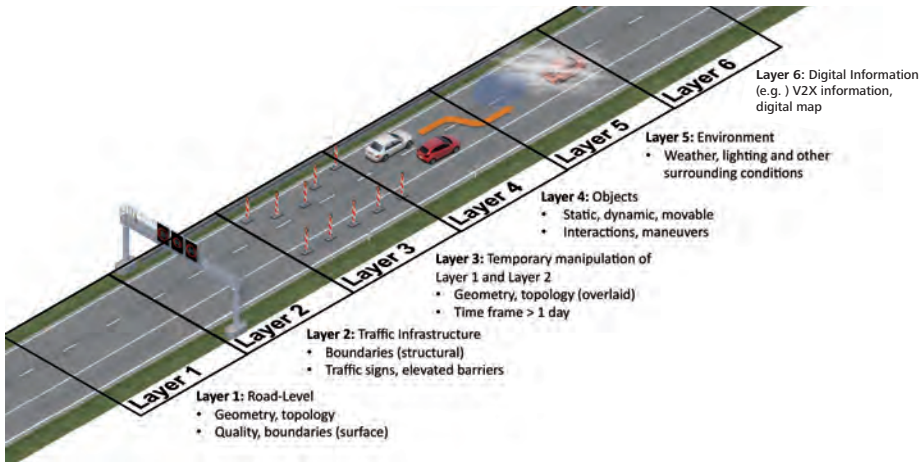 Layer 6: Digital Information
(e.g. ) V2X information,
digital map
Layer 5: Environment
• Weather, lighting and other
surrounding conditions
Layer 4: Objects
• Static, dynamic, movable
• Interactions, maneuvers
Layer 3: Temporary manipulation of
Layer 1 and Layer 2
• Geometry, topology (overlaid)
• Time frame > 1 day
Layer 2: Traffic Infrastructure
• Boundaries (structural)
• Traffic signs, elevated barriers
Layer 1: Road-Level
• Geometry, topology
• Quality, boundaries (surface)
Layer 1
Layer 2
Layer 3
Layer 4
Layer 5
Layer 6